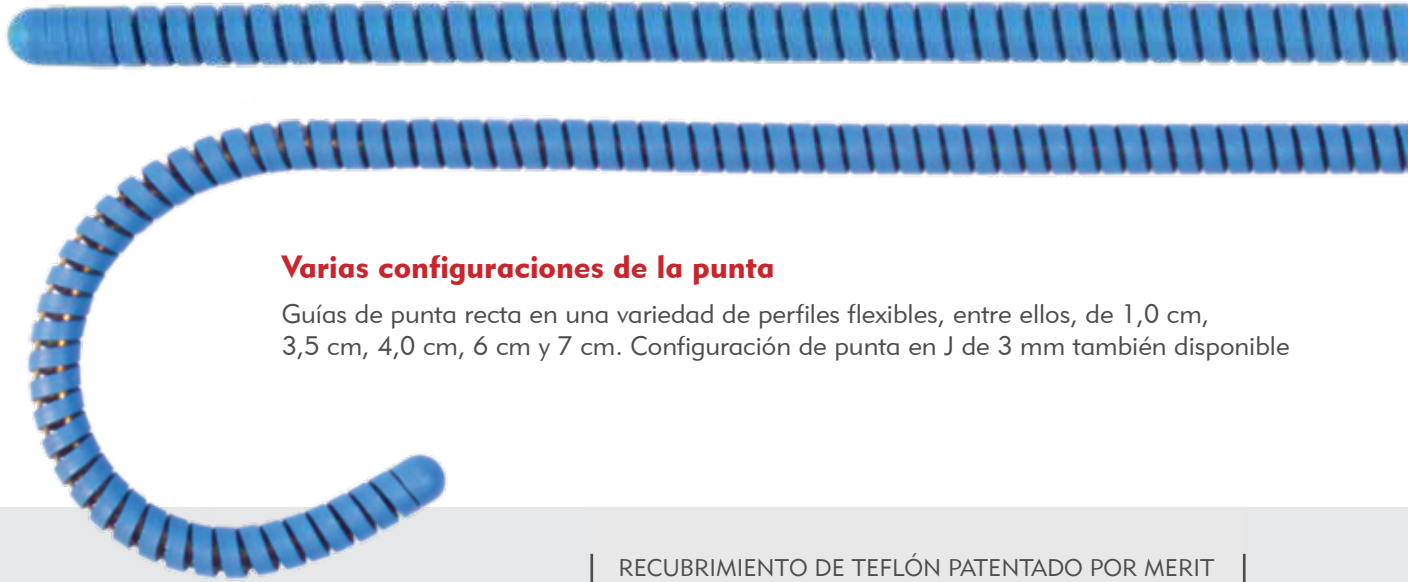 Varias configuraciones de la punta
Guías de punta recta en una variedad de perfiles flexibles, entre ellos, de 1,0 cm,
3,5 cm, 4,0 cm, 6 cm y 7 cm. Configuración de punta en J de 3 mm también disponible
RECUBRIMIENTO DE TEFLÓN PATENTADO POR MERIT